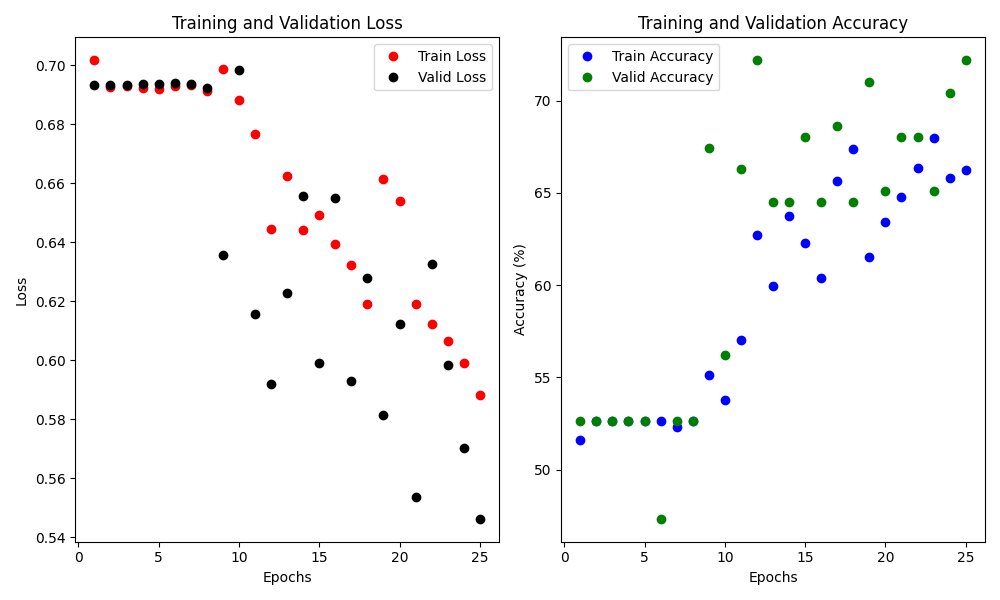 Training and Validation Loss
Train Loss
Valid Loss
0.70
0.68
0.66
0.64
0.62
0.60
0.58
0.56
0.54
Loss
0 5 10 15 20 25
Epochs
Training and Validation Accuracy
Train Accuracy
Valid Accuracy
70
65
60
55
50
Accuracy (%)
0 5 10 15 20 25
Epochs